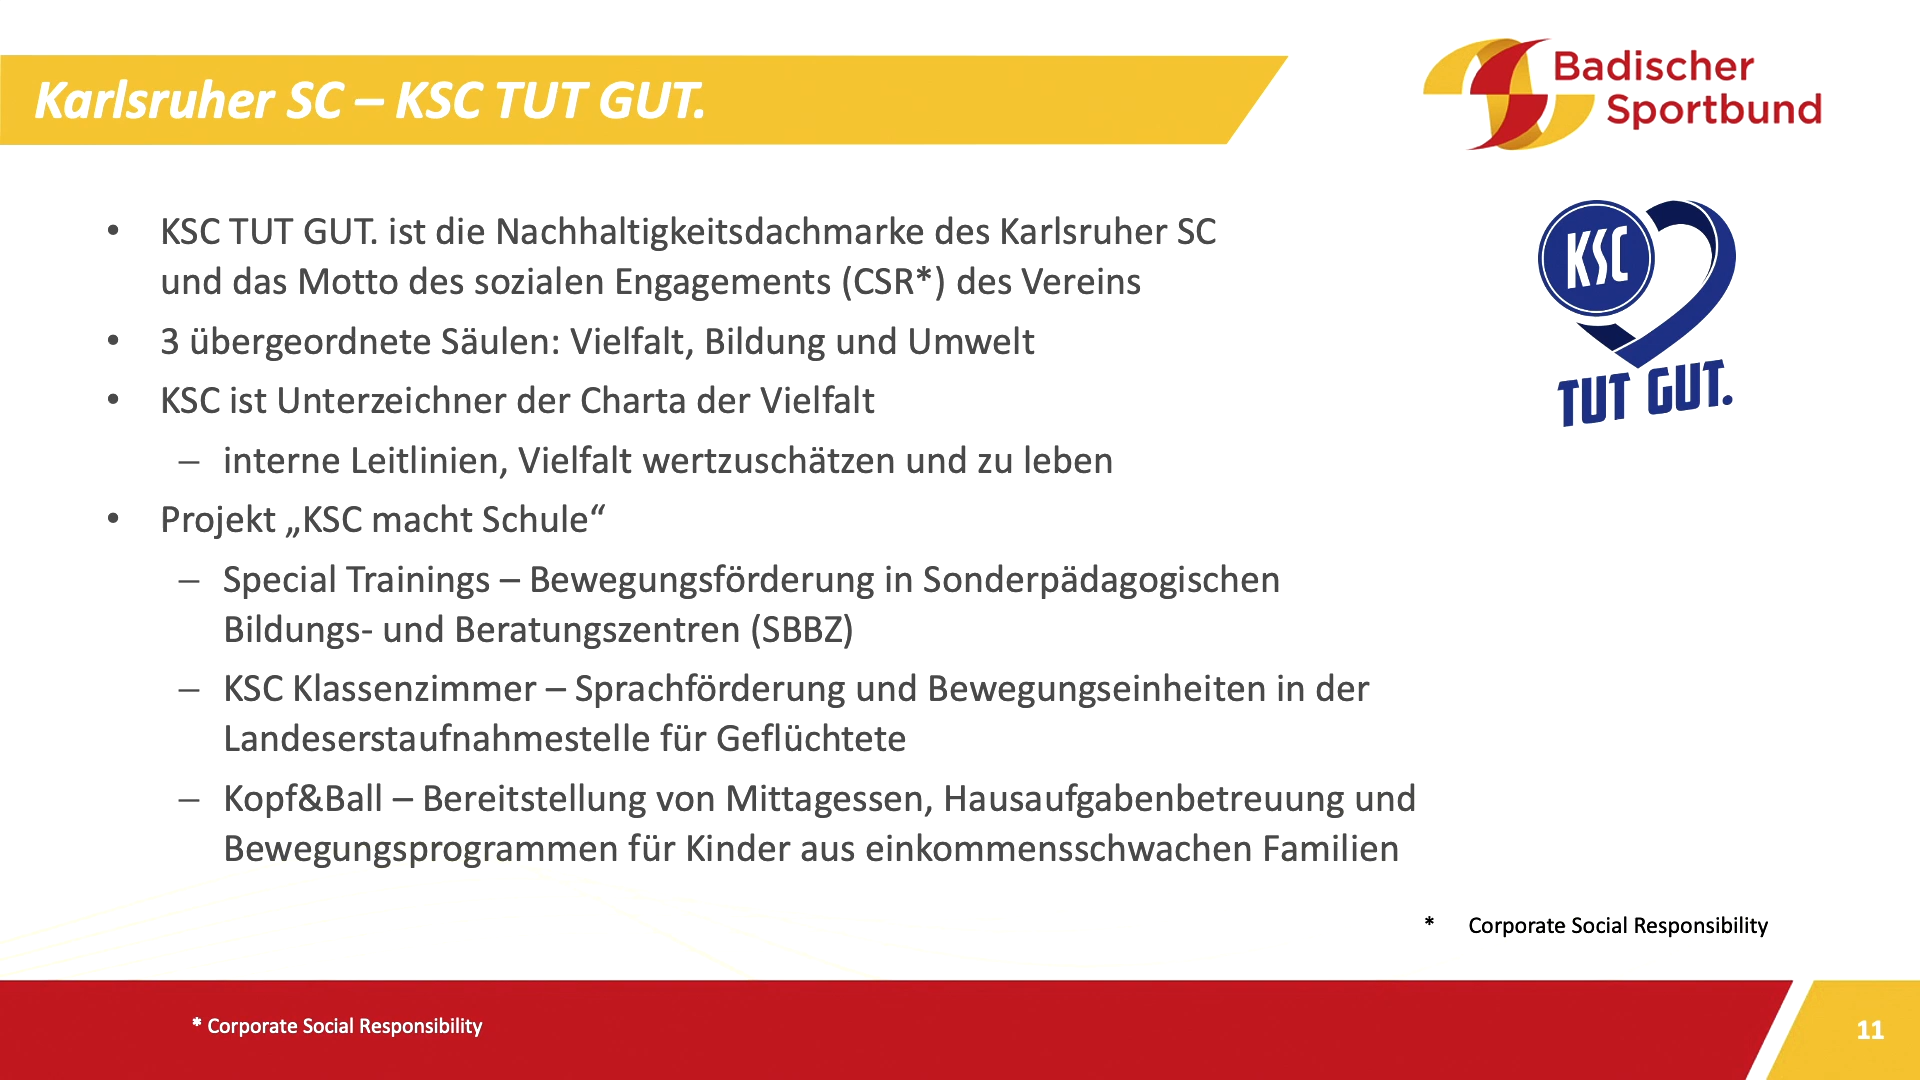 Karlsruher SC – KSC TUT GUT.
Badischer
Sportbund
• KSC TUT GUT. ist die Nachhaltigkeitsdachmarke des Karlsruher SC
und das Motto des sozialen Engagements (CSR*) des Vereins
• 3 übergeordnete Säulen: Vielfalt, Bildung und Umwelt
• KSC ist Unterzeichner der Charta der Vielfalt
– interne Leitlinien, Vielfalt wertzuschätzen und zu leben
• Projekt „KSC macht Schule“
– Special Trainings – Bewegungsförderung in Sonderpädagogischen
Bildungs- und Beratungszentren (SBBZ)
– KSC Klassenzimmer – Sprachförderung und Bewegungseinheiten in der
Landeserstaufnahmestelle für Geflüchtete
– Kopf&Ball – Bereitstellung von Mittagessen, Hausaufgabenbetreuung und
Bewegungsprogrammen für Kinder aus einkommensschwachen Familien
KSC
TUT GUT.
* Corporate Social Responsibility
* Corporate Social Responsibility
11